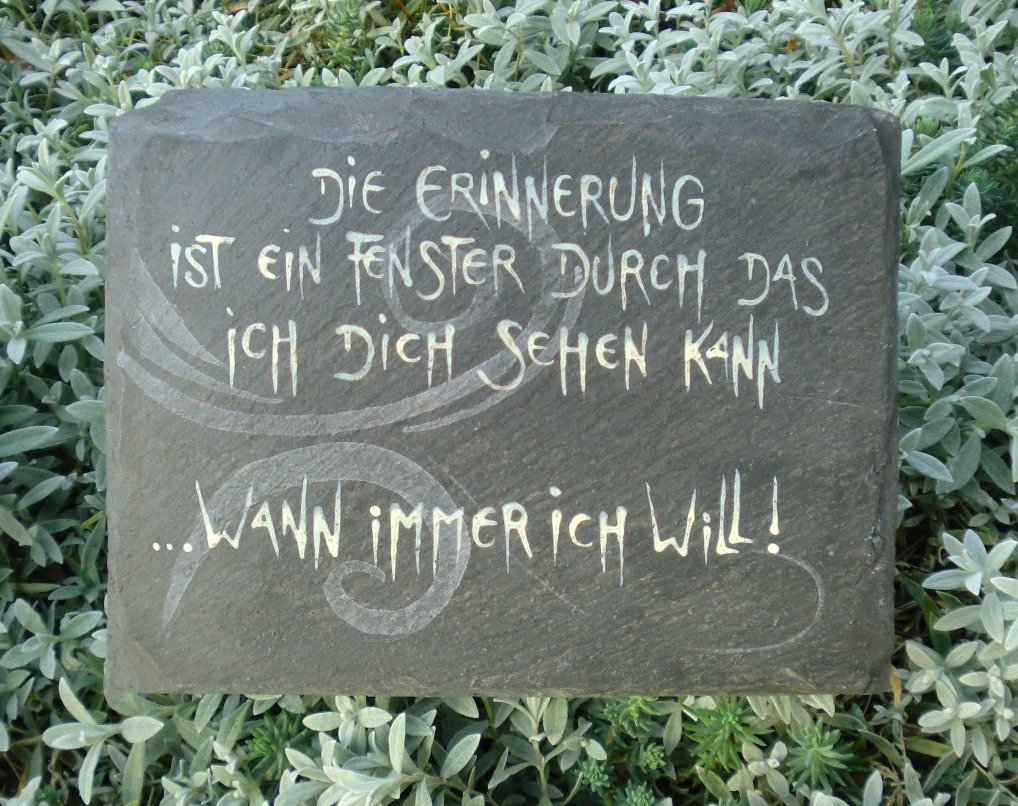 DiE ERiNNERUNG
iST EiN FENSTER DURCH DAS
iCH DiCH SEHEN KANN
...WANN iMMER iCH WiLL!